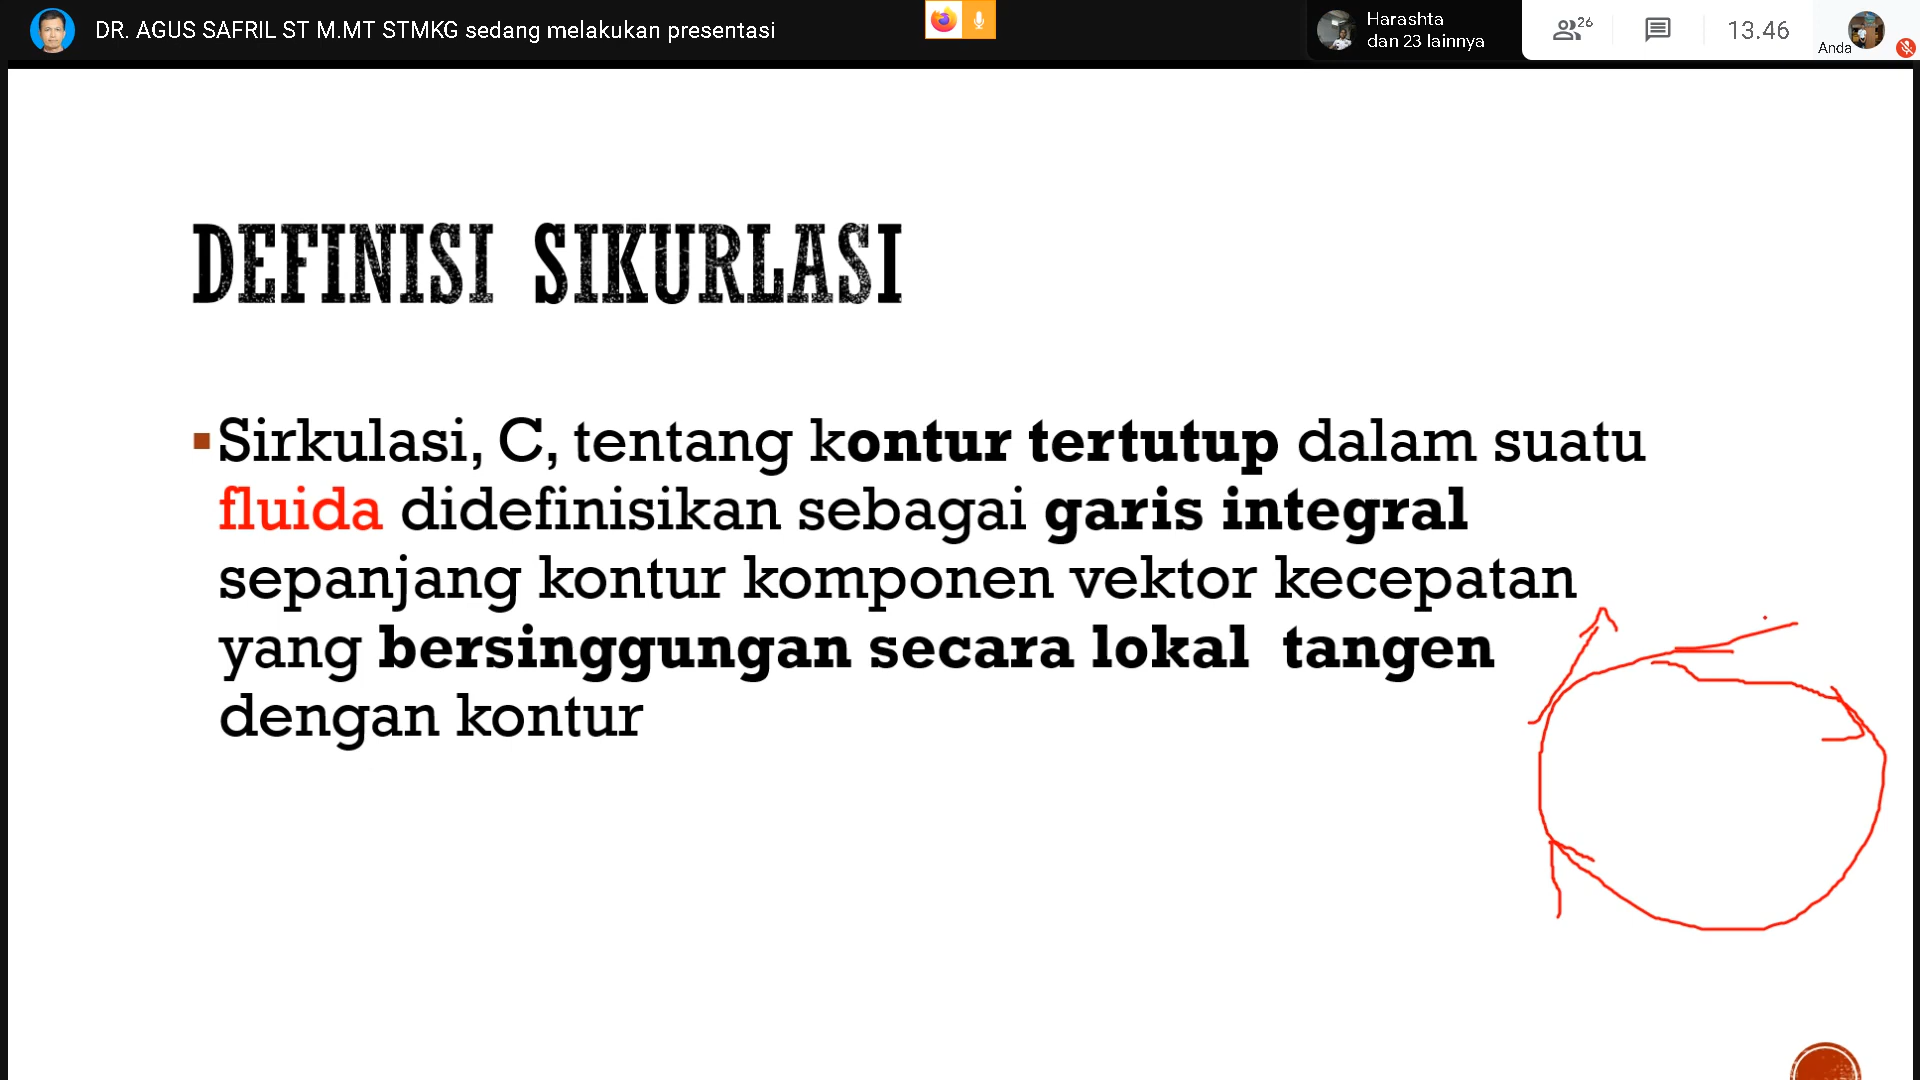 DR. AGUS SAFRIL ST M.MT STMKG sedang melakukan presentasi
Harashta
dan 23 lainnya
26
13.46
Anda
DEFINISI SIKURLASI
▪Sirkulasi, C, tentang kontur tertutup dalam suatu
fluida didefinisikan sebagai garis integral
sepanjang kontur komponen vektor kecepatan
yang bersinggungan secara lokal tangen
dengan kontur